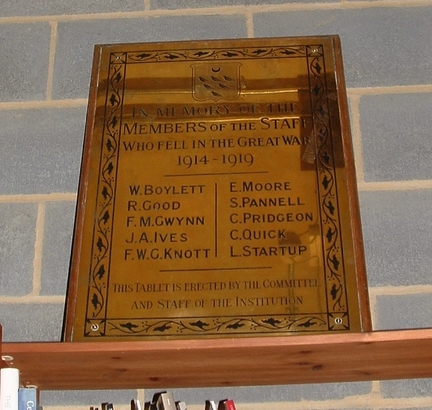 IN MEMORY OF THE
MEMBERS OF THE STAFF
WHO FELL IN THE GREAT WAR
1914~1919
W. BOYLETT
R. GOOD
F. M. GWYNN
J. A. IVES
F. W. G. KNOTT
E. MOORE
S. PANNELL
C. PRIDGEON
C. QUICK
L. STARTUP
THIS TABLET IS ERECTED BY THE COMMITTEE
AND STAFF OF THE INSTITUTION